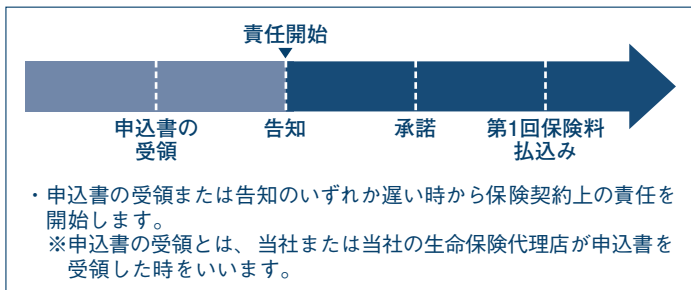 責任開始
申込書の
受領
告知
承諾
第1回保険料
払込み
・申込書の受領または告知のいずれか遅い時から保険契約上の責任を
開始します。
※申込書の受領とは、当社または当社の生命保険代理店が申込書を
受領した時をいいます。